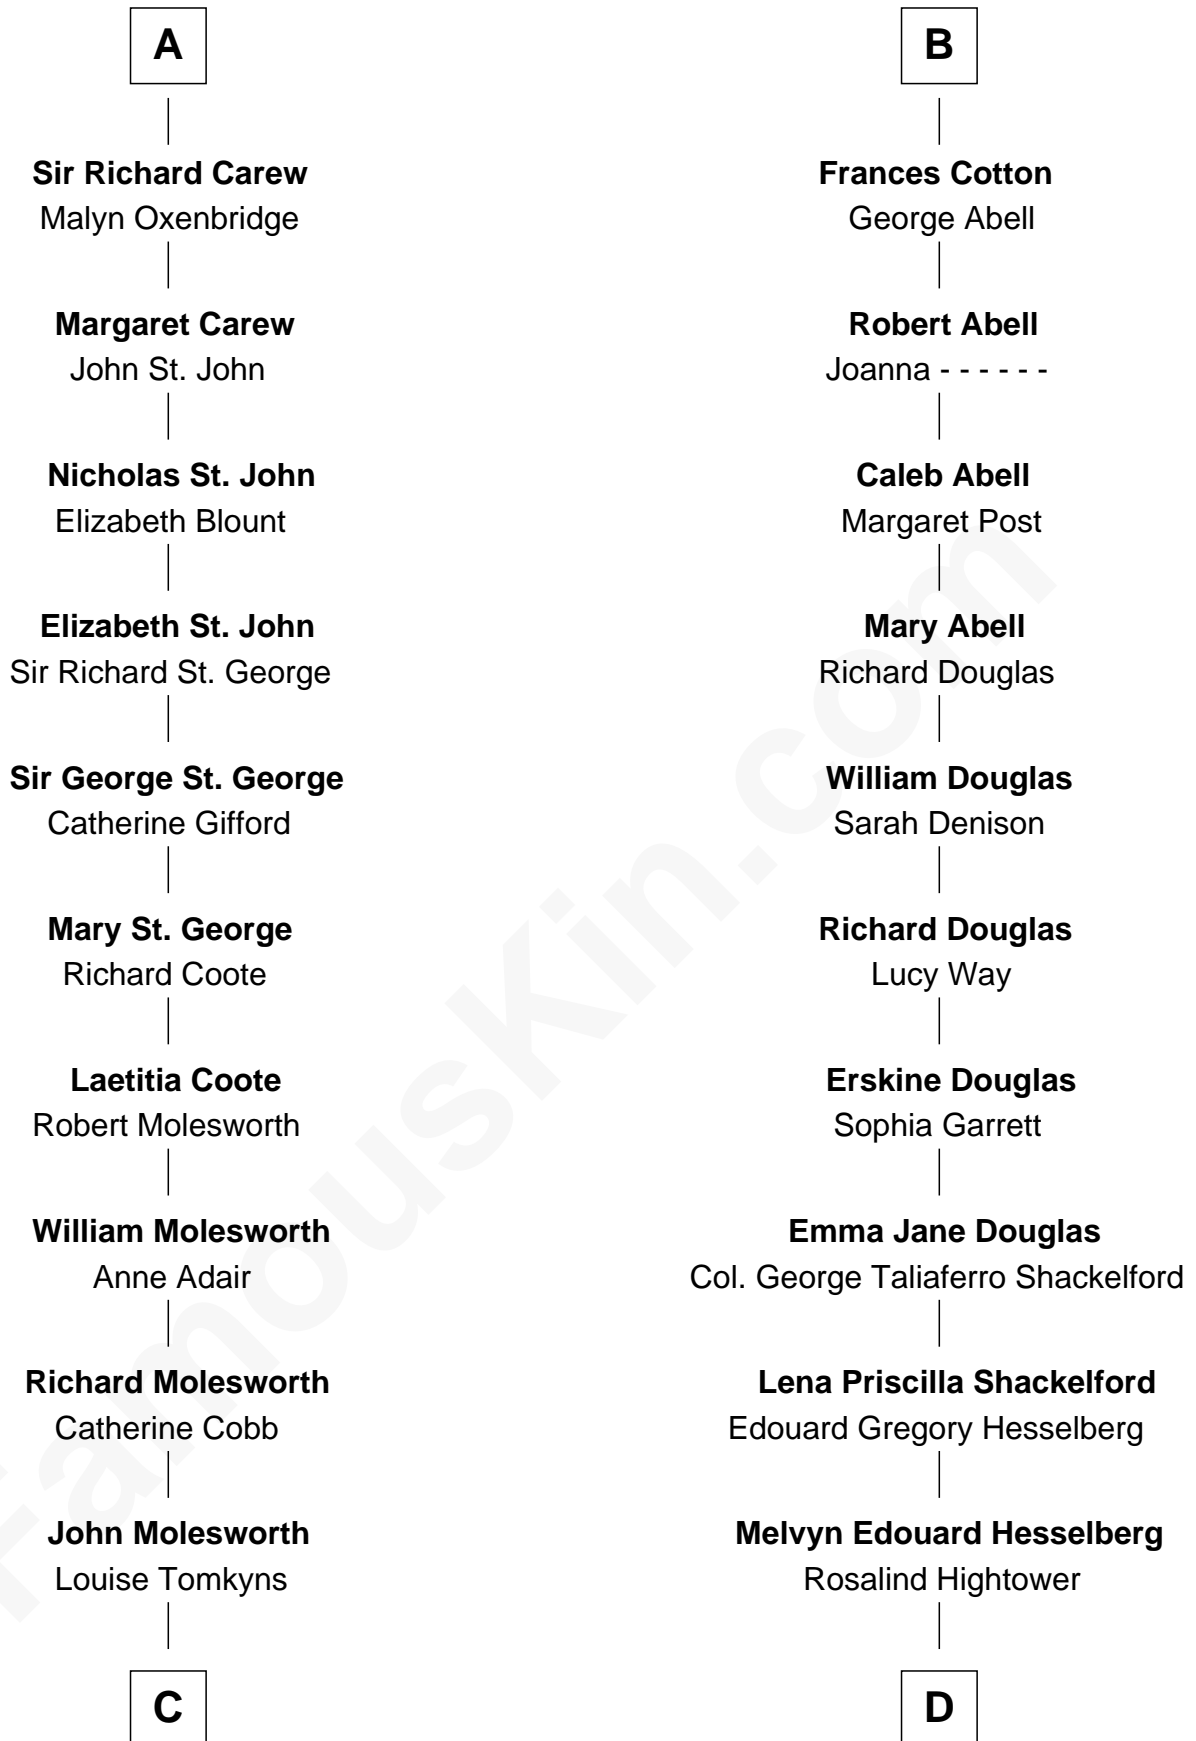 A
Sir Richard Carew
Malyn Oxenbridge
Margaret Carew
John St. John
Nicholas St. John
Elizabeth Blount
Elizabeth St. John
Sir Richard St. George
Sir George St. George
Catherine Gifford
Mary St. George
Richard Coote
Laetitia Coote
Robert Molesworth
William Molesworth
Anne Adair
Richard Molesworth
Catherine Cobb
John Molesworth
Louise Tomkyns
C
B
Frances Cotton
George Abell
Robert Abell
Joanna - - - - - -
Caleb Abell
Margaret Post
Mary Abell
Richard Douglas
William Douglas
Sarah Denison
Richard Douglas
Lucy Way
Erskine Douglas
Sophia Garrett
Emma Jane Douglas
Col. George Taliaferro Shackelford
Lena Priscilla Shackelford
Edouard Gregory Hesselberg
Melvyn Edouard Hesselberg
Rosalind Hightower
D
FamousKin.com